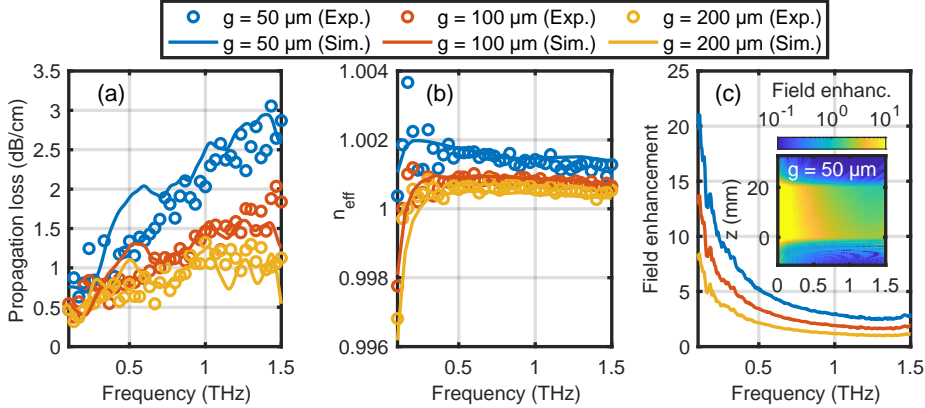 g = 50 µm (Exp.) g = 100 µm (Exp.) g = 200 µm (Exp.)
g = 50 µm (Sim.) g = 100 µm (Sim.) g = 200 µm (Sim.)
(a)
Propagation loss (dB/cm)
3.5
3
2.5
2
1.5
1
0.5
0
0.5 1 1.5
Frequency (THz)
(b)
n_eff
1.004
1.002
1
0.998
0.996
0.5 1 1.5
Frequency (THz)
(c)
Field enhancement
25
20
15
10
5
0
0.5 1 1.5
Frequency (THz)
Field enhanc.
10^-1 10^0 10^1
g = 50 µm
z (mm)
20
0
0 0.5 1 1.5